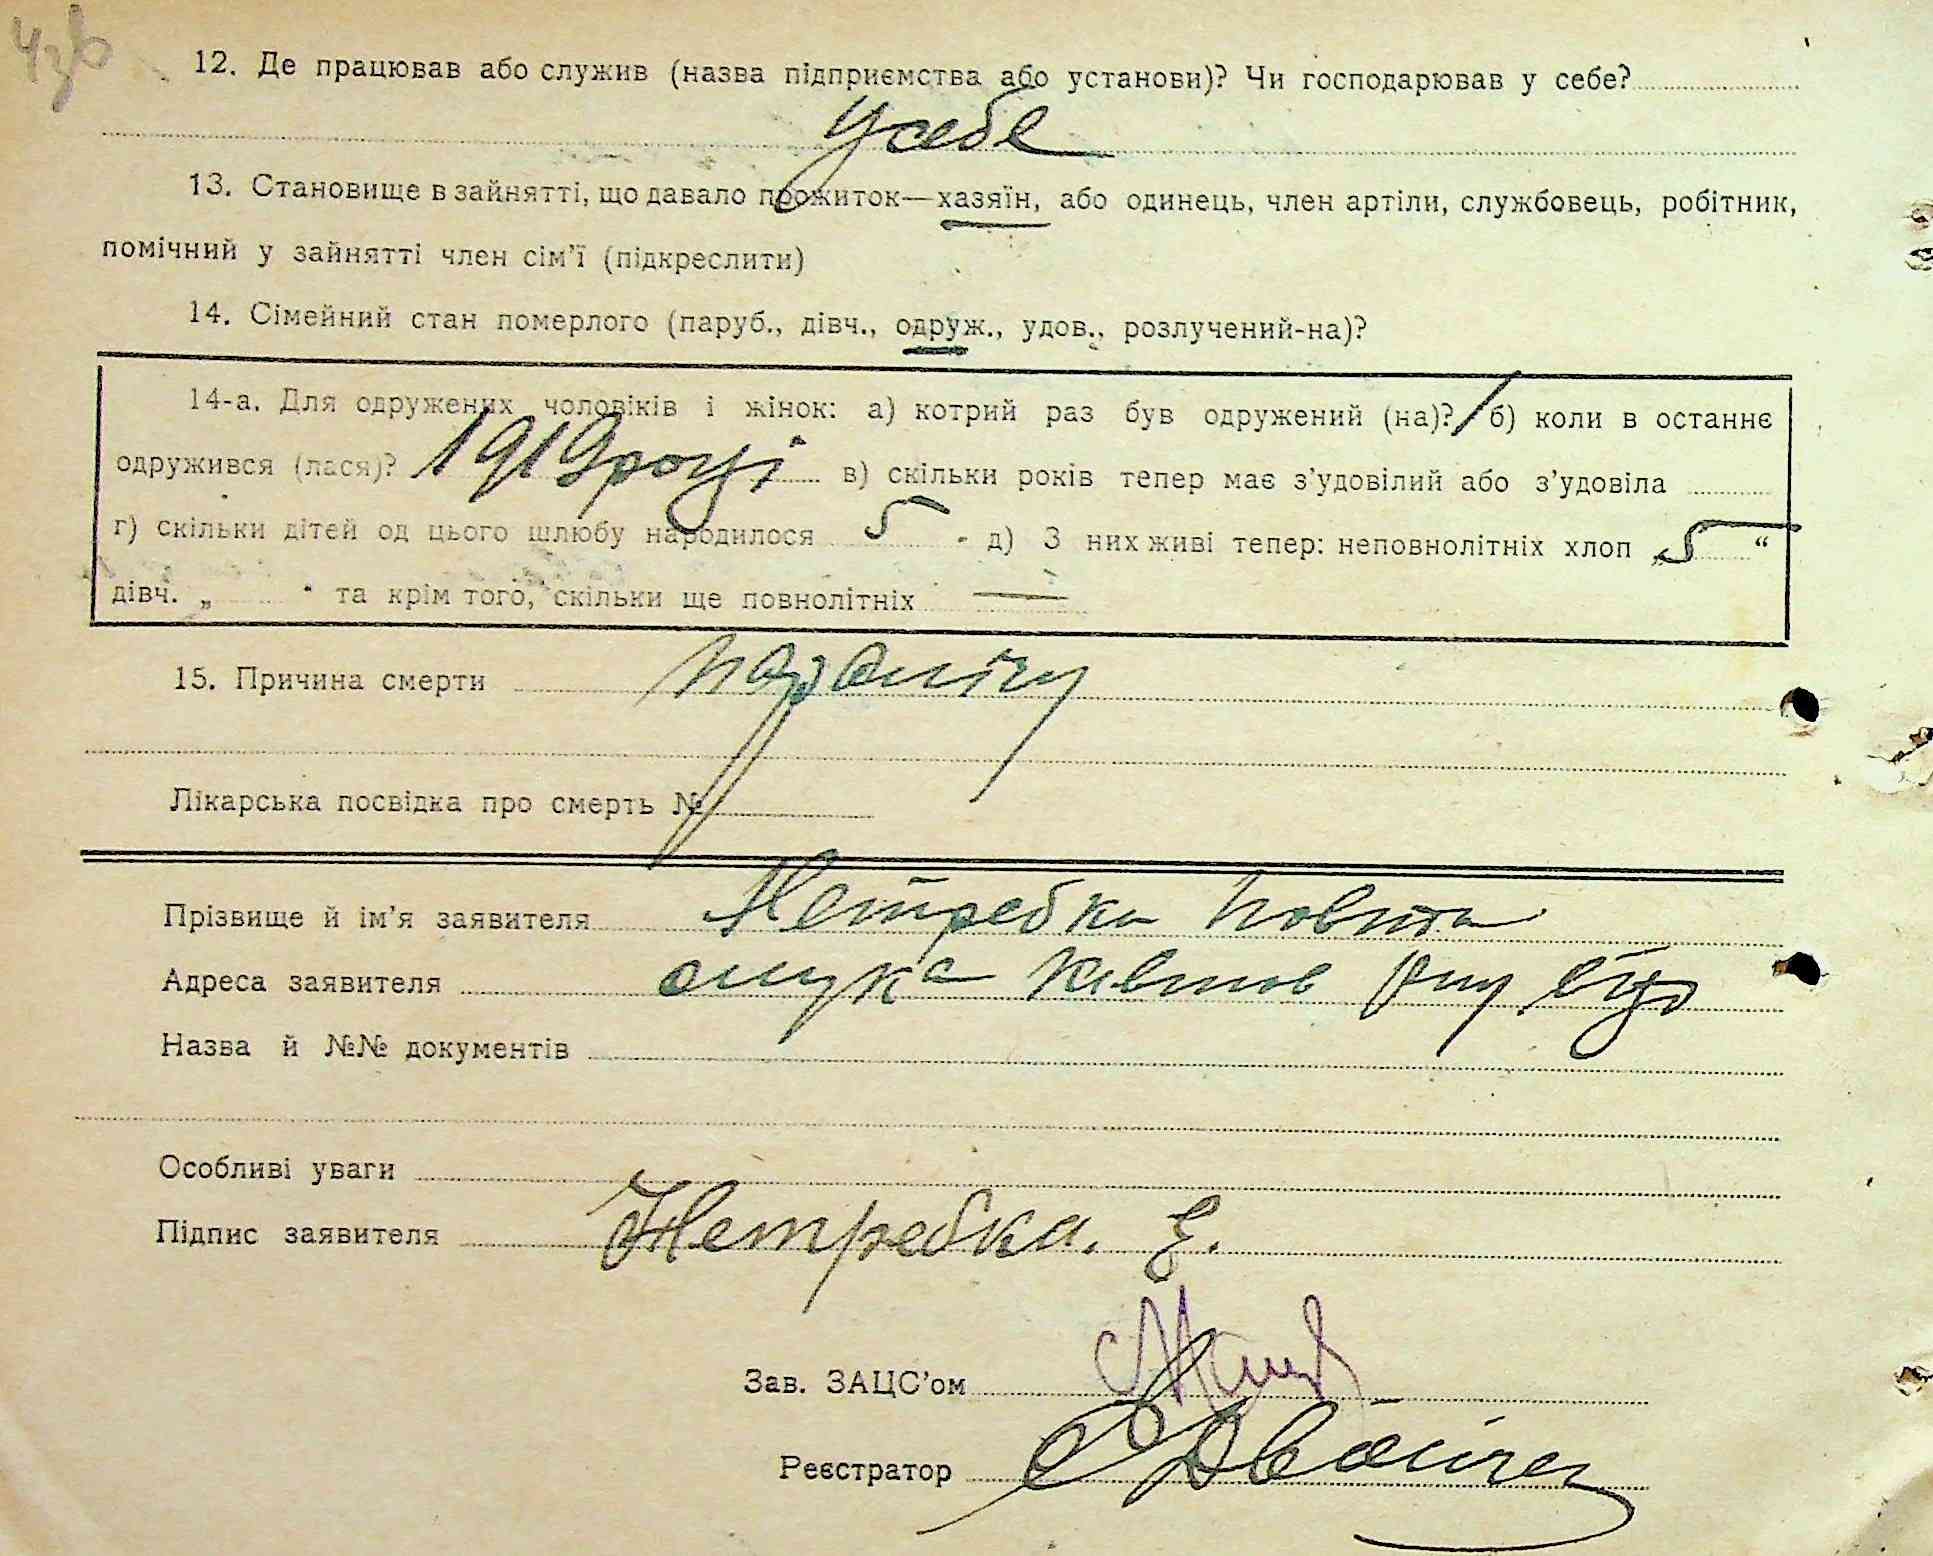 43в
12. Де працював або служив (назва підприємства або установи)? Чи господарював у себе?
У себе
13. Становище в зайнятті, що давало прожиток—хазяїн, або одинець, член артіли, службовець, робітник,
помічний у зайнятті член сім'ї (підкреслити)
14. Сімейний стан померлого (паруб., дівч., одруж., удов., розлучений-на)?
14-а. Для одружених чоловіків і жінок: а) котрий раз був одружений (на)? 1 б) коли в останнє
одружився (лася)? 1919 році в) скільки років тепер має з'удовілий або з'удовіла
г) скільки дітей од цього шлюбу народилося 5 д) З них живі тепер: неповнолітніх хлоп „5“
дівч. „ “ та крім того, скільки ще повнолітніх —
15. Причина смерти
Лікарська посвідка про смерть №
Прізвище й ім'я заявителя Нетребка
Адреса заявителя
Назва й №№ документів
Особливі уваги
Підпис заявителя Нетребка. Є.
Зав. ЗАЦС'ом
Реєстратор